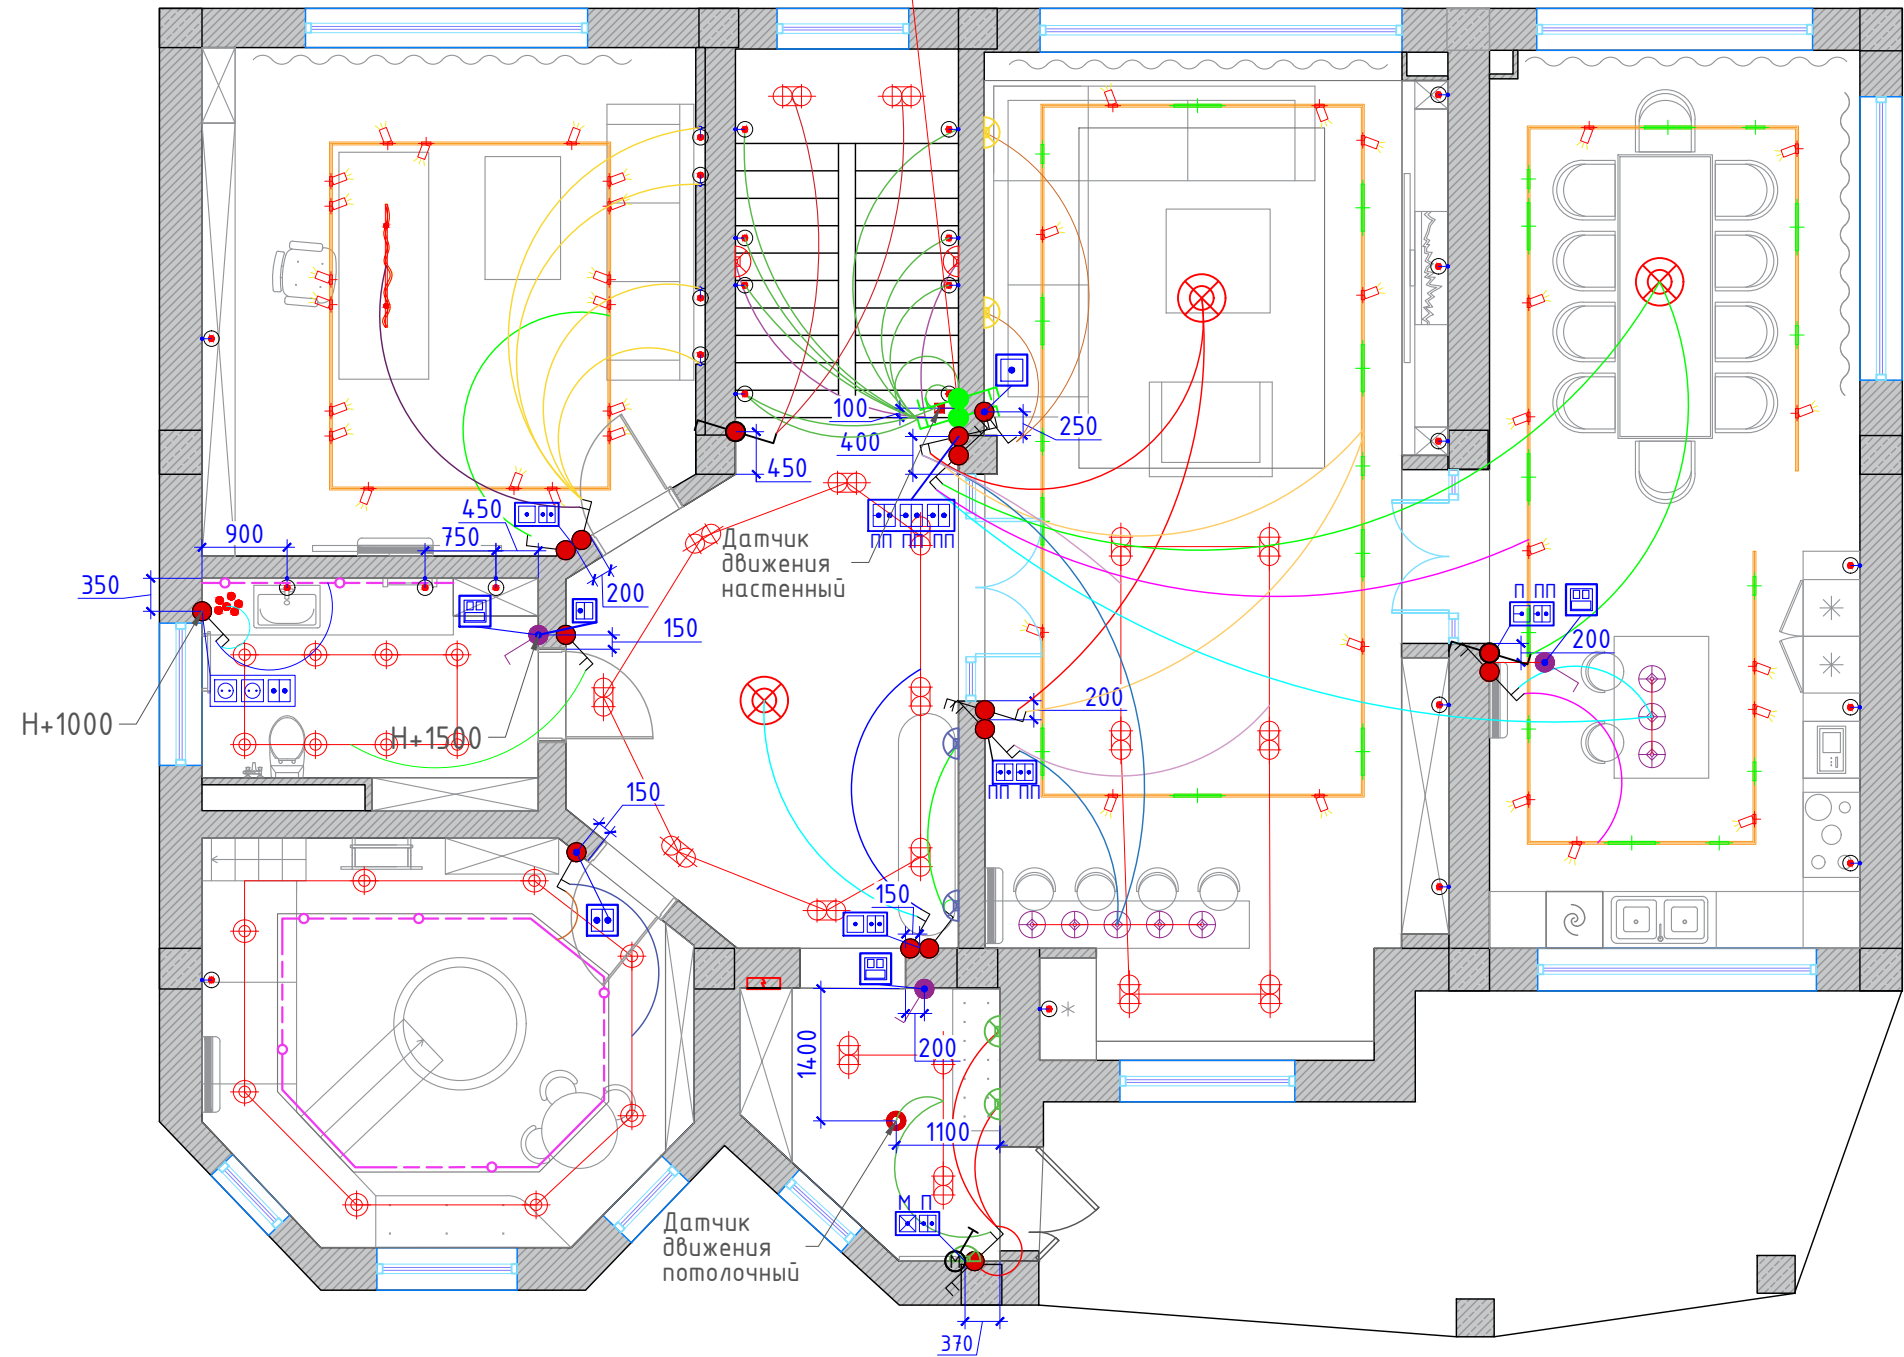 100
400
450
250
450
900
750
350
200
150
Датчик
движения
настенный
ПП ПП ПП
П ПП
200
200
ПП ПП
H+1000
H+1500
150
150
200
1400
1100
М П
М
Датчик
движения
потолочный
370